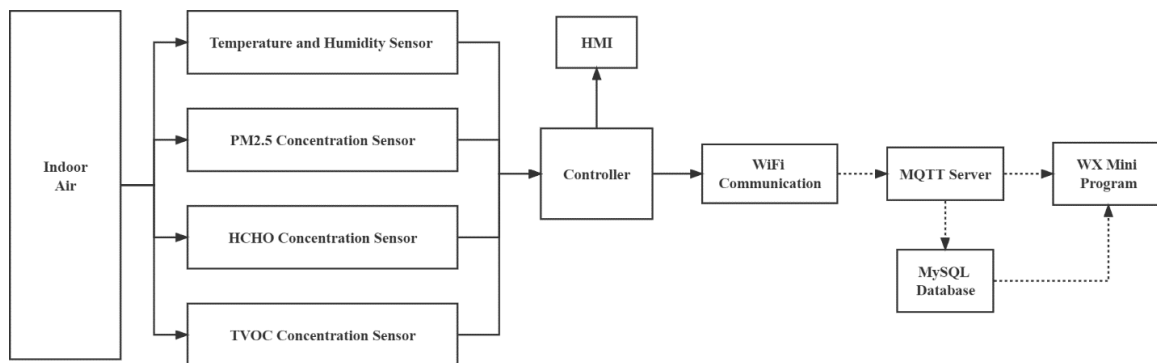 Indoor
Air
Temperature and Humidity Sensor
PM2.5 Concentration Sensor
HCHO Concentration Sensor
TVOC Concentration Sensor
HMI
Controller
WiFi
Communication
MQTT Server
WX Mini
Program
MySQL
Database